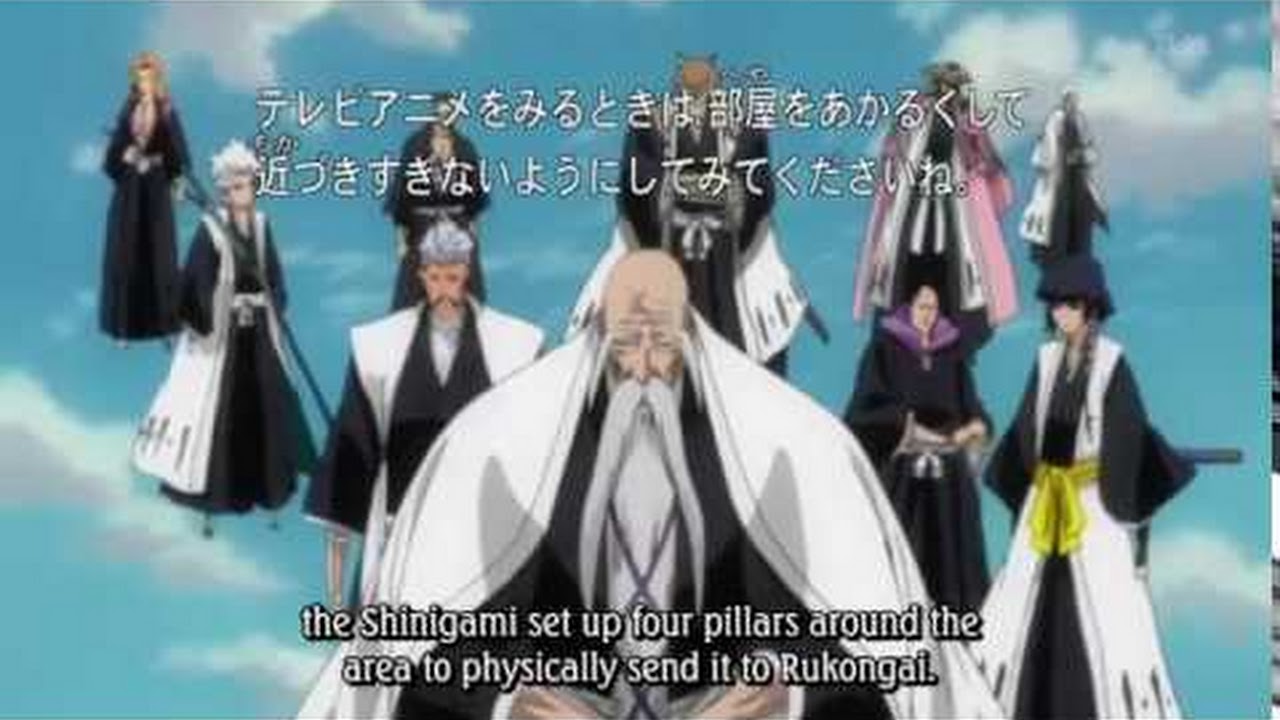 テレビアニメをみるときは 部屋をあかるくして
近づきすぎないようにしてみてくださいね。
the Shinigami set up four pillars around the
area to physically send it to Rukongai.